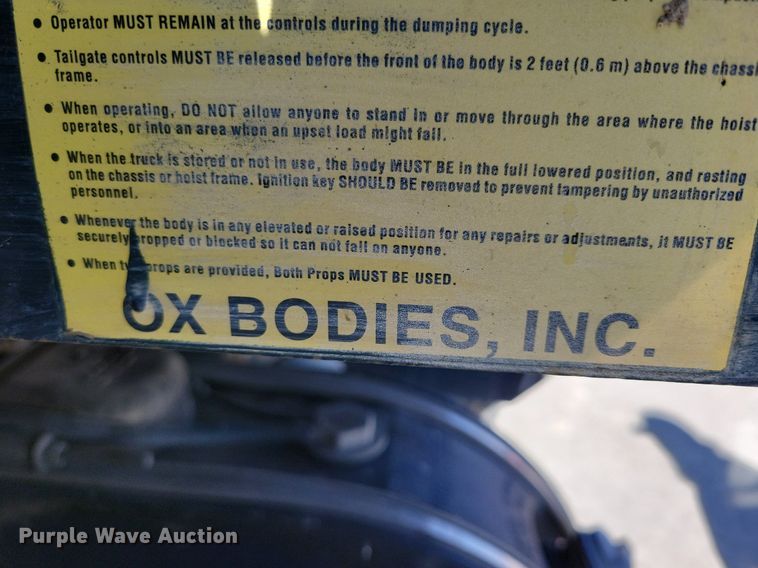 • Operator MUST REMAIN at the controls during the dumping cycle.
• Tailgate controls MUST BE released before the front of the body is 2 feet (0.6 m) above the chassi
frame.
• When operating, DO NOT allow anyone to stand in or move through the area where the hoist
operates, or into an area when an upset load might fall.
• When the truck is stored or not in use, the body MUST BE in the full lowered position, and resting
on the chassis or hoist frame. Ignition key SHOULD BE removed to prevent tampering by unauthorized
personnel.
• Whenever the body is in any elevated or raised position for any repairs or adjustments, it MUST BE
securely propped or blocked so it can not fall on anyone.
• When two props are provided, Both Props MUST BE USED.
OX BODIES, INC.
Purple Wave Auction